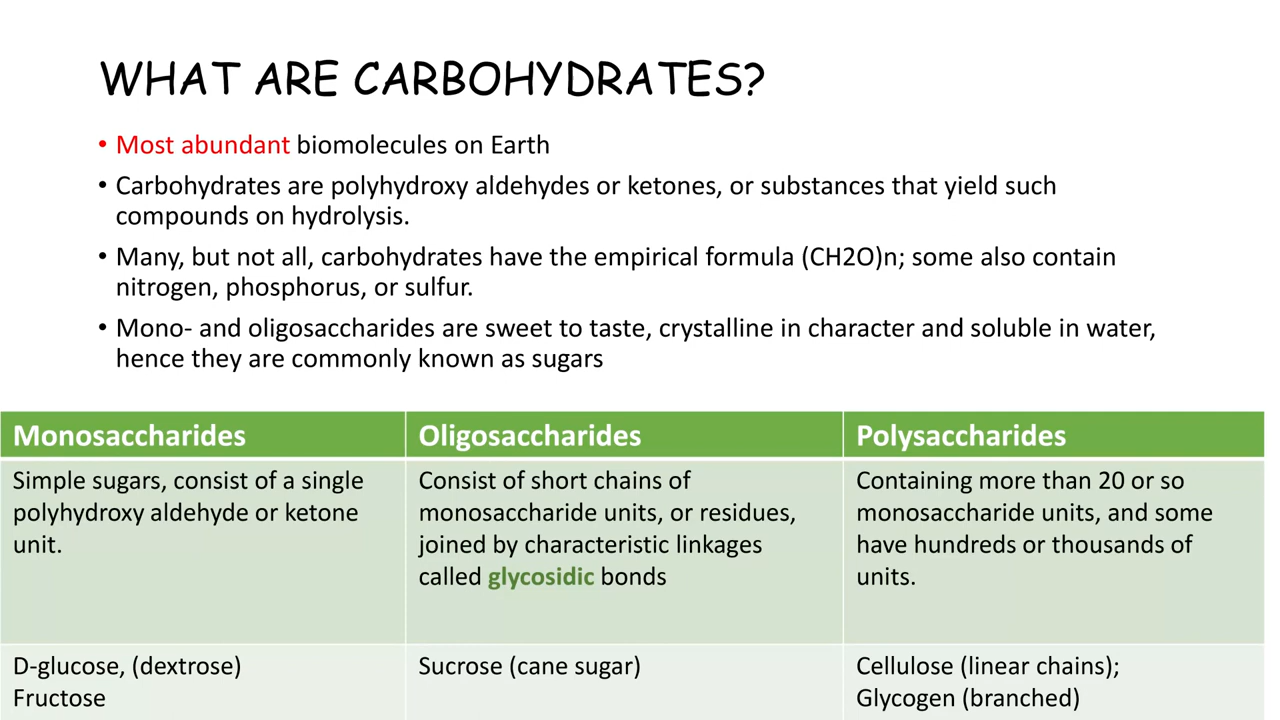 WHAT ARE CARBOHYDRATES?
• Most abundant biomolecules on Earth
• Carbohydrates are polyhydroxy aldehydes or ketones, or substances that yield such
compounds on hydrolysis.
• Many, but not all, carbohydrates have the empirical formula (CH2O)n; some also contain
nitrogen, phosphorus, or sulfur.
• Mono- and oligosaccharides are sweet to taste, crystalline in character and soluble in water,
hence they are commonly known as sugars
Monosaccharides
Simple sugars, consist of a single
polyhydroxy aldehyde or ketone
unit.
D-glucose, (dextrose)
Fructose
Oligosaccharides
Consist of short chains of
monosaccharide units, or residues,
joined by characteristic linkages
called glycosidic bonds
Sucrose (cane sugar)
Polysaccharides
Containing more than 20 or so
monosaccharide units, and some
have hundreds or thousands of
units.
Cellulose (linear chains);
Glycogen (branched)